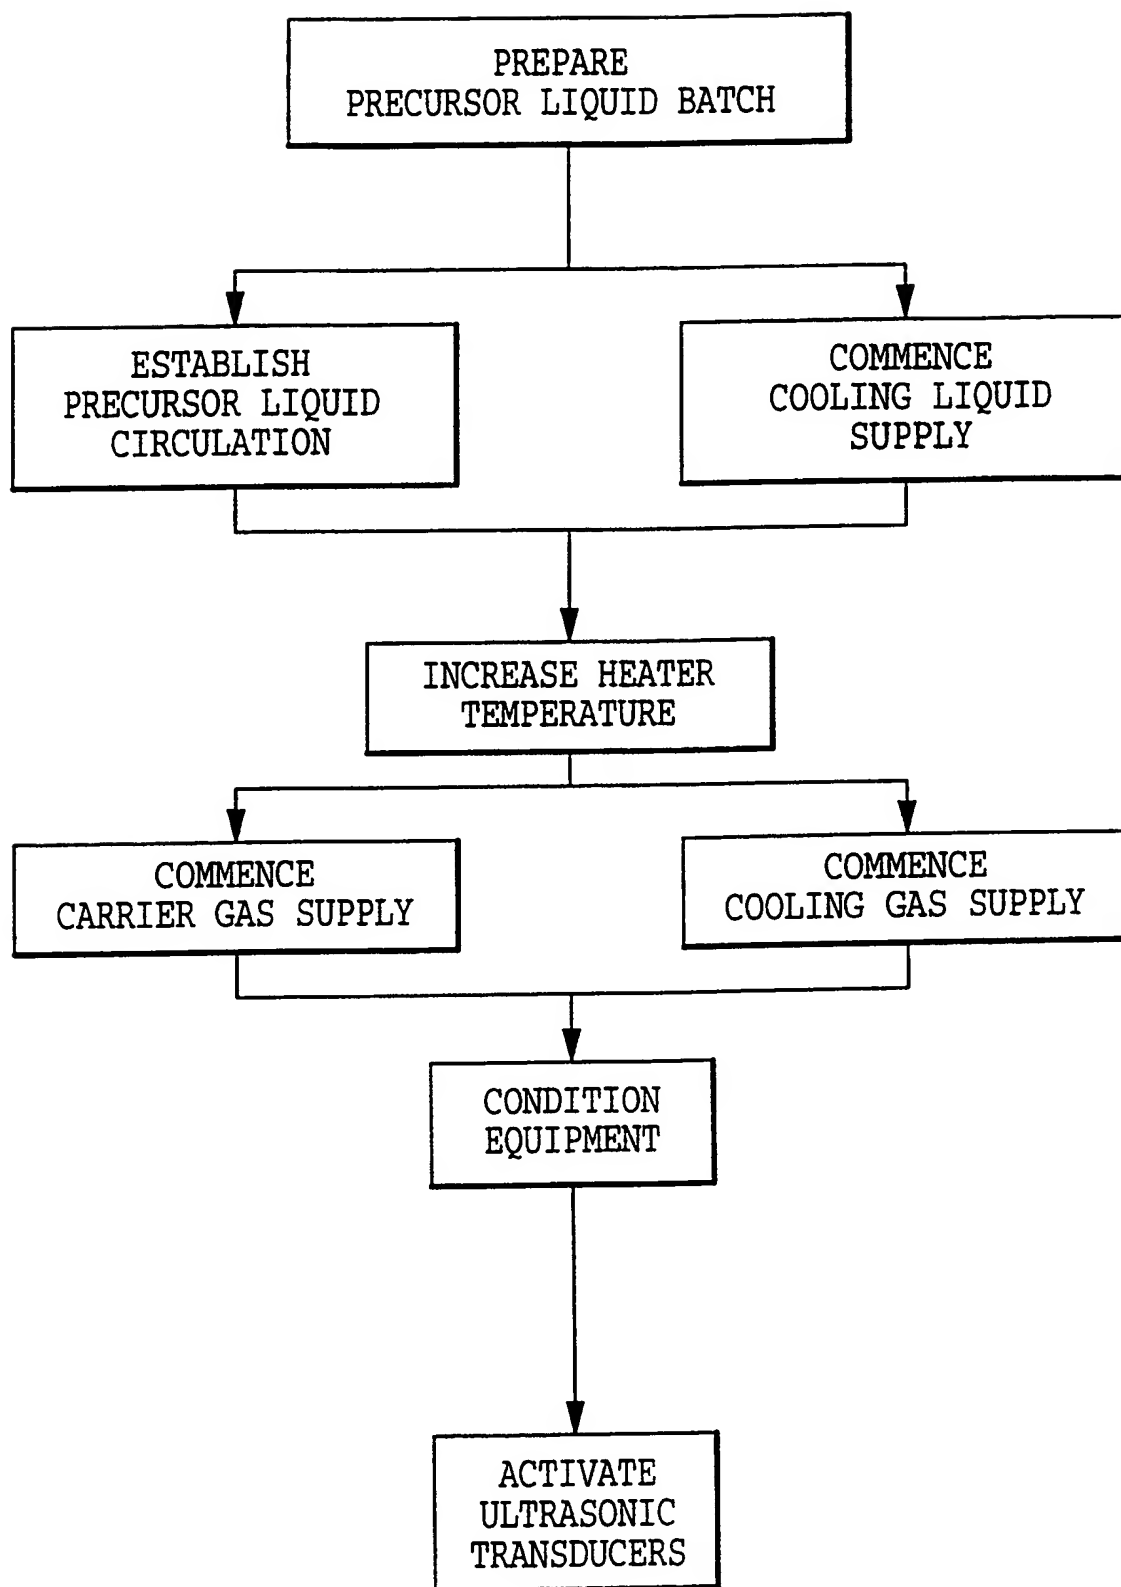 PREPARE
PRECURSOR LIQUID BATCH
ESTABLISH
PRECURSOR LIQUID
CIRCULATION
COMMENCE
COOLING LIQUID
SUPPLY
INCREASE HEATER
TEMPERATURE
COMMENCE
CARRIER GAS SUPPLY
COMMENCE
COOLING GAS SUPPLY
CONDITION
EQUIPMENT
ACTIVATE
ULTRASONIC
TRANSDUCERS